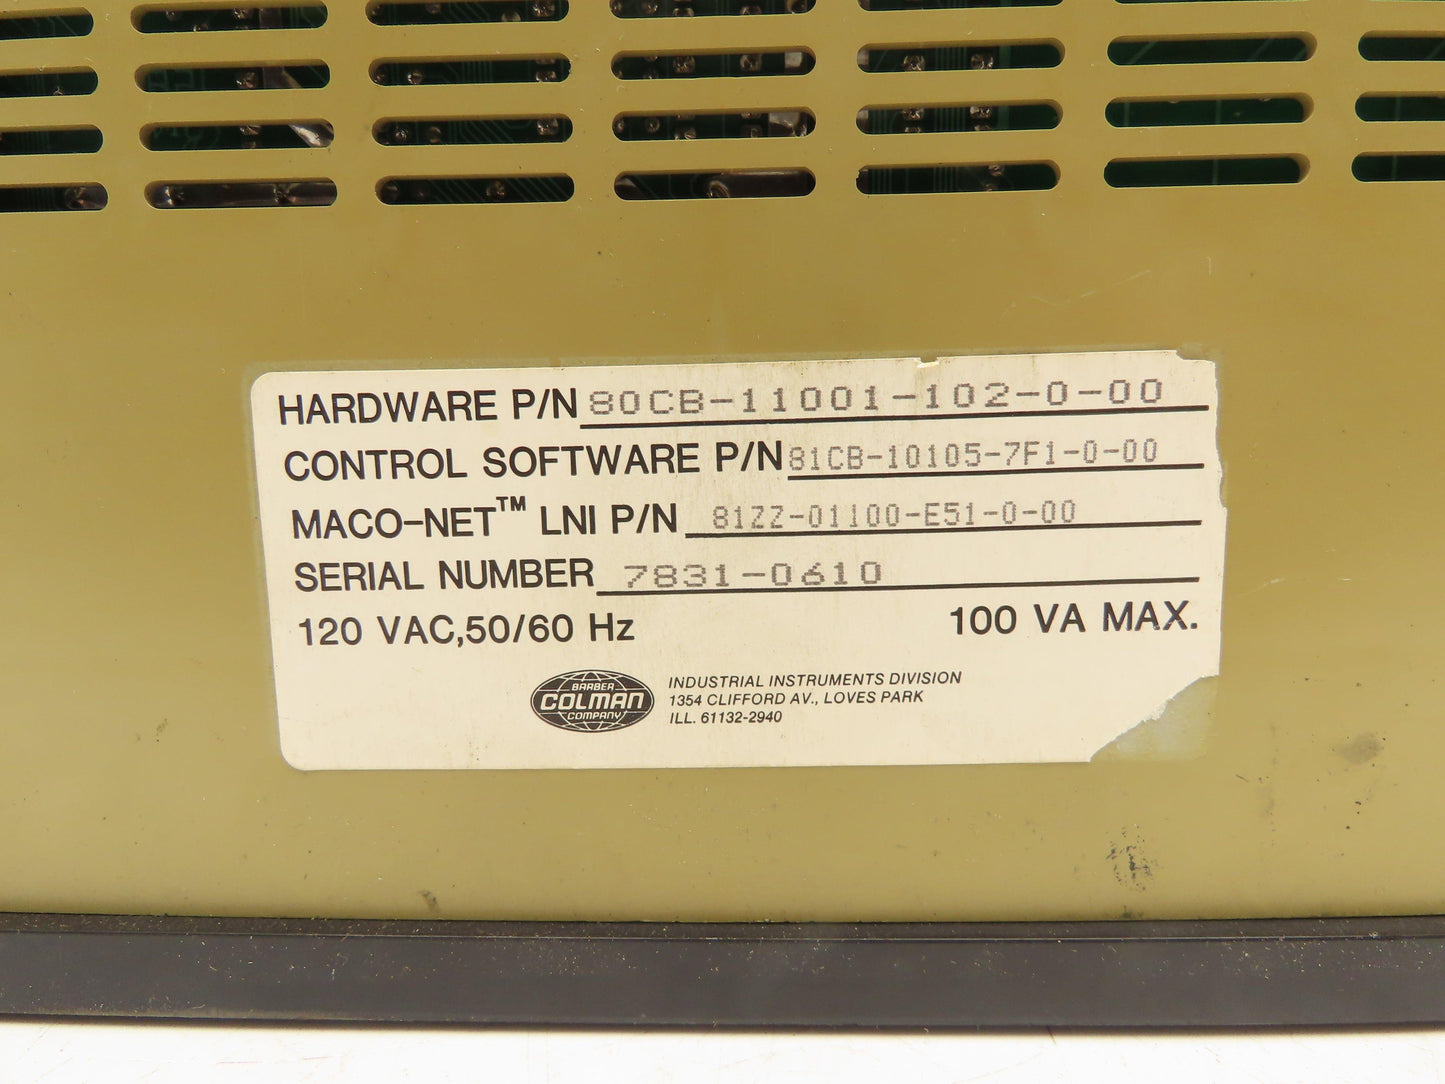 HARDWARE P/N 80CB-11001-102-0-00
CONTROL SOFTWARE P/N 81CB-10105-7F1-0-00
MACO-NET™ LNI P/N 81ZZ-01100-E51-0-00
SERIAL NUMBER 7831-0610
120 VAC,50/60 Hz 100 VA MAX.
BARBER
COLMAN
COMPANY
INDUSTRIAL INSTRUMENTS DIVISION
1354 CLIFFORD AV., LOVES PARK
ILL. 61132-2940